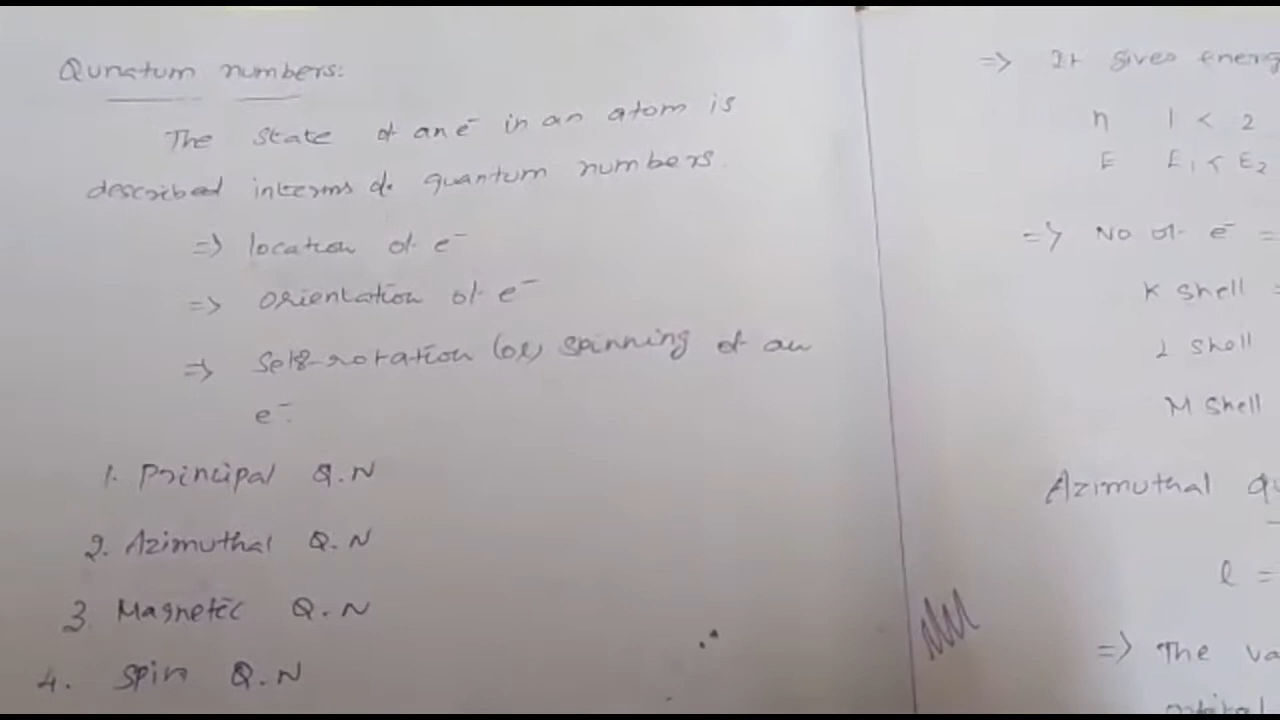 Qunatum numbers:
The state of an e⁻ in an atom is
described interms of quantum numbers.
=> location of e⁻
=> orientation of e⁻
=> self-rotation (or) spinning of an
e⁻.
1. Principal Q.N
2. Azimuthal Q.N
3. Magnetic Q.N
4. Spin Q.N
=> It gives energ
n 1 < 2
E E₁ < E₂
=> No of e⁻ =
K shell =
L shell
M shell
Azimuthal qu
l =
=> The va